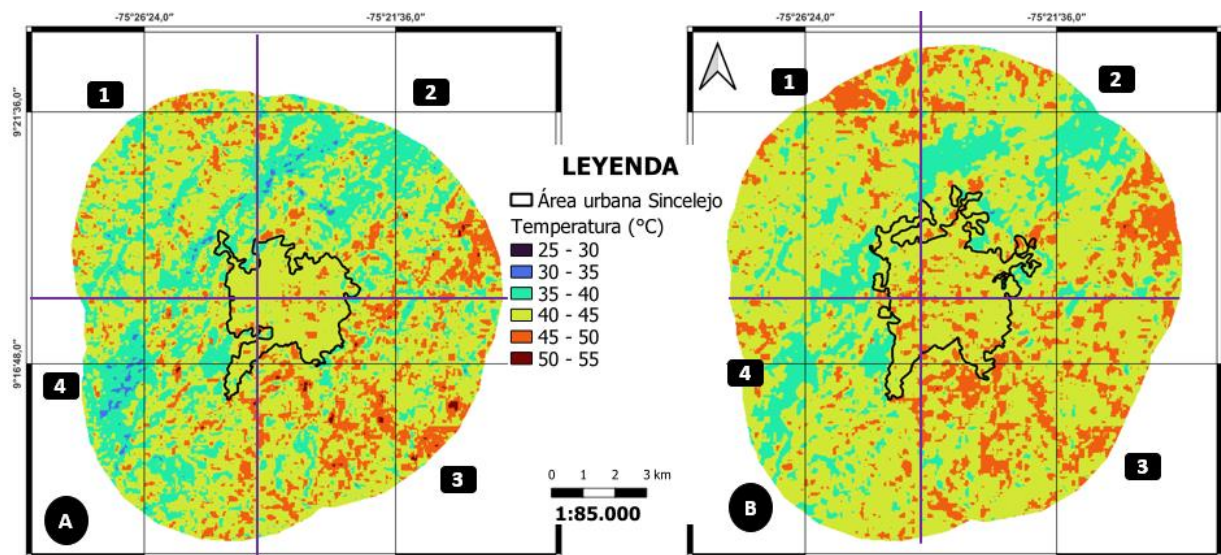 -75°26'24,0"
-75°21'36,0"
-75°26'24,0"
-75°21'36,0"
1
2
1
2
9°21'36,0"
LEYENDA
Área urbana Sincelejo
Temperatura (°C)
25 - 30
30 - 35
35 - 40
40 - 45
45 - 50
50 - 55
9°16'48,0"
4
4
3
3
0 1 2 3 km
1:85.000
A
B